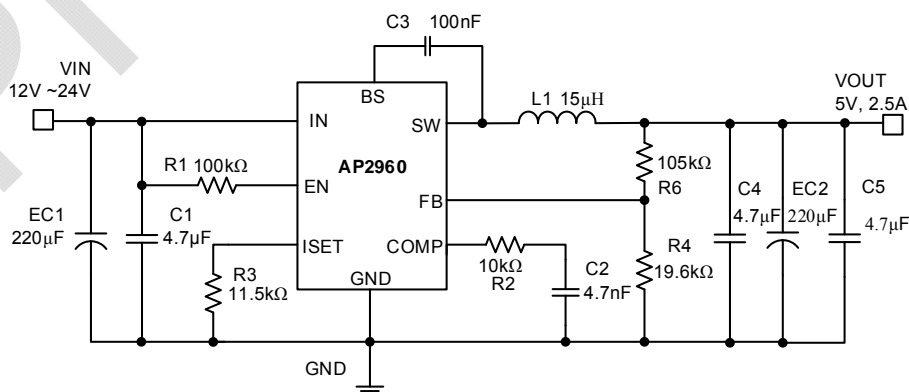 C3 100nF
VIN
12V ~24V
BS
L1 15μH
VOUT
5V, 2.5A
IN
SW
R1 100kΩ
AP2960
105kΩ
R6
EN
FB
C4
4.7μF
EC2
220μF
C5
4.7μF
EC1
220μF
C1
4.7μF
ISET
COMP
R4
19.6kΩ
R3
11.5kΩ
GND
10kΩ
R2
C2
4.7nF
GND